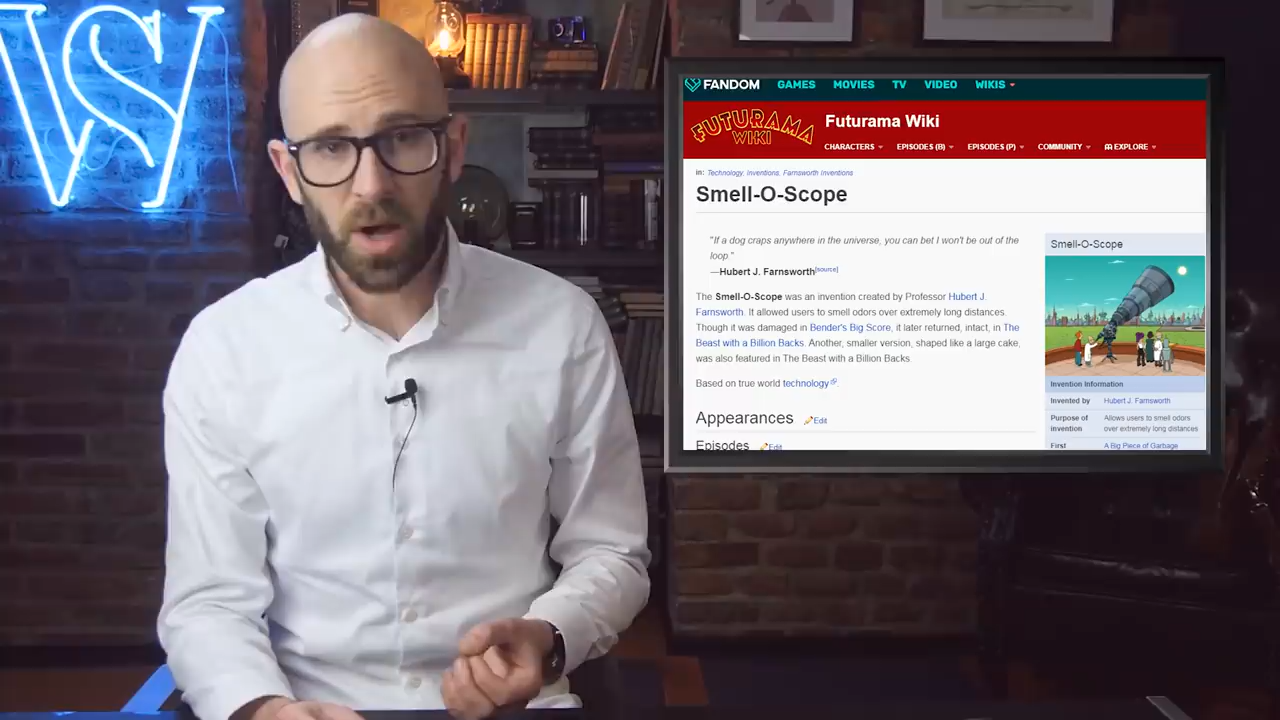 WS
FANDOM GAMES MOVIES TV VIDEO WIKIS
FUTURAMA WIKI
Futurama Wiki
CHARACTERS EPISODES (B) EPISODES (P) COMMUNITY EXPLORE
in: Technology, Inventions, Farnsworth Inventions
Smell-O-Scope
"If a dog craps anywhere in the universe, you can bet I won't be out of the
loop."
—Hubert J. Farnsworth[source]
The Smell-O-Scope was an invention created by Professor Hubert J.
Farnsworth. It allowed users to smell odors over extremely long distances.
Though it was damaged in Bender's Big Score, it later returned, intact, in The
Beast with a Billion Backs. Another, smaller version, shaped like a large cake,
was also featured in The Beast with a Billion Backs.
Based on true world technology
Appearances Edit
Episodes Edit
Smell-O-Scope
Invention Information
Invented by Hubert J. Farnsworth
Purpose of invention Allows users to smell odors over extremely long distances
First A Big Piece of Garbage